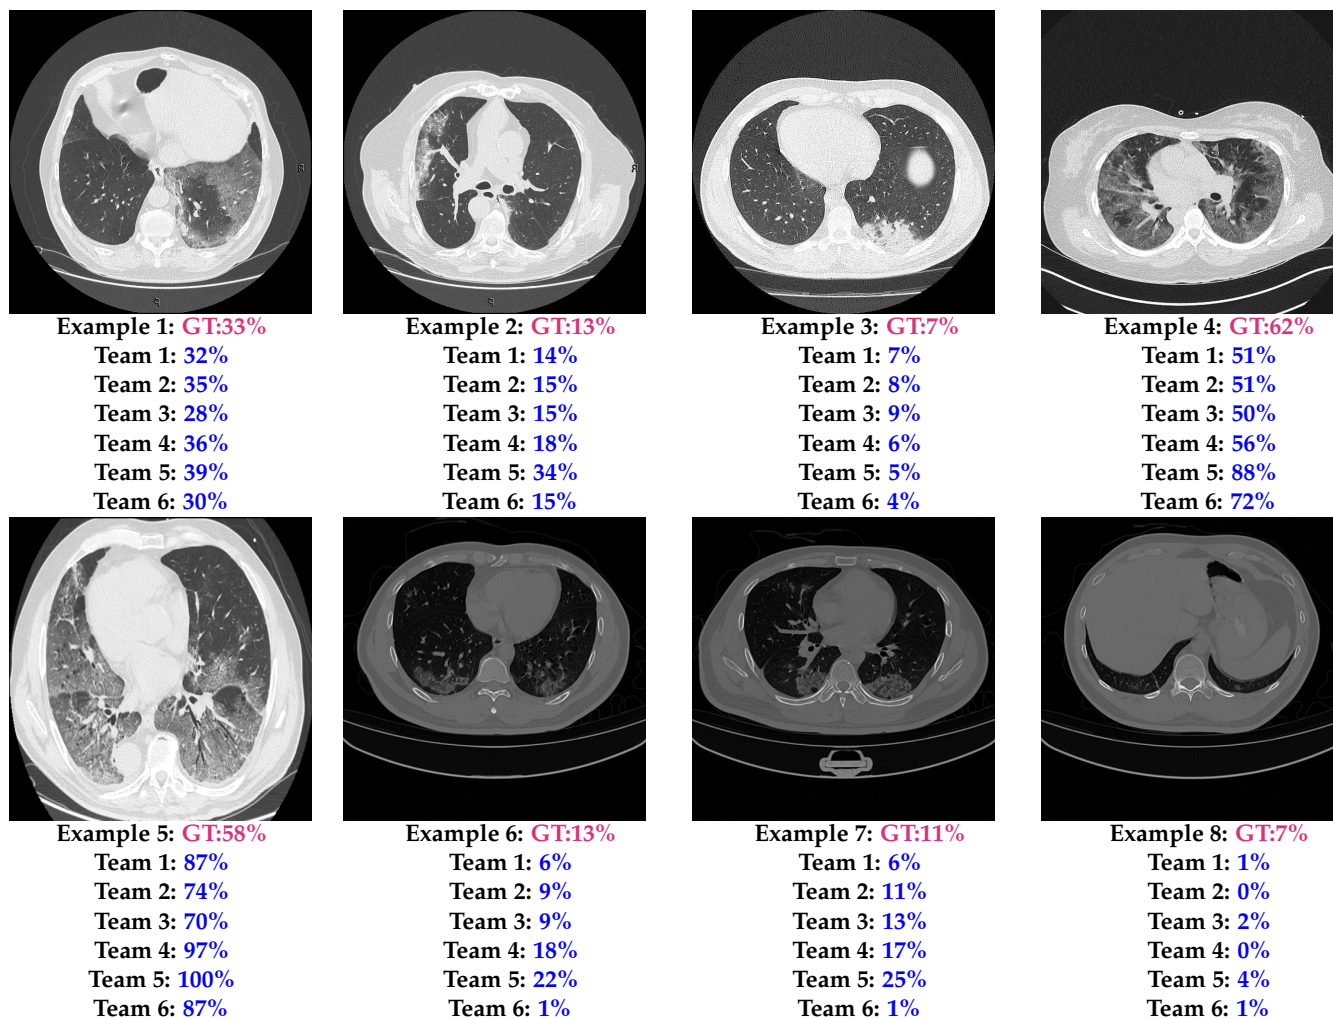 Example 1: GT:33%
Team 1: 32%
Team 2: 35%
Team 3: 28%
Team 4: 36%
Team 5: 39%
Team 6: 30%
Example 2: GT:13%
Team 1: 14%
Team 2: 15%
Team 3: 15%
Team 4: 18%
Team 5: 34%
Team 6: 15%
Example 3: GT:7%
Team 1: 7%
Team 2: 8%
Team 3: 9%
Team 4: 6%
Team 5: 5%
Team 6: 4%
Example 4: GT:62%
Team 1: 51%
Team 2: 51%
Team 3: 50%
Team 4: 56%
Team 5: 88%
Team 6: 72%
Example 5: GT:58%
Team 1: 87%
Team 2: 74%
Team 3: 70%
Team 4: 97%
Team 5: 100%
Team 6: 87%
Example 6: GT:13%
Team 1: 6%
Team 2: 9%
Team 3: 9%
Team 4: 18%
Team 5: 22%
Team 6: 1%
Example 7: GT:11%
Team 1: 6%
Team 2: 11%
Team 3: 13%
Team 4: 17%
Team 5: 25%
Team 6: 1%
Example 8: GT:7%
Team 1: 1%
Team 2: 0%
Team 3: 2%
Team 4: 0%
Team 5: 4%
Team 6: 1%